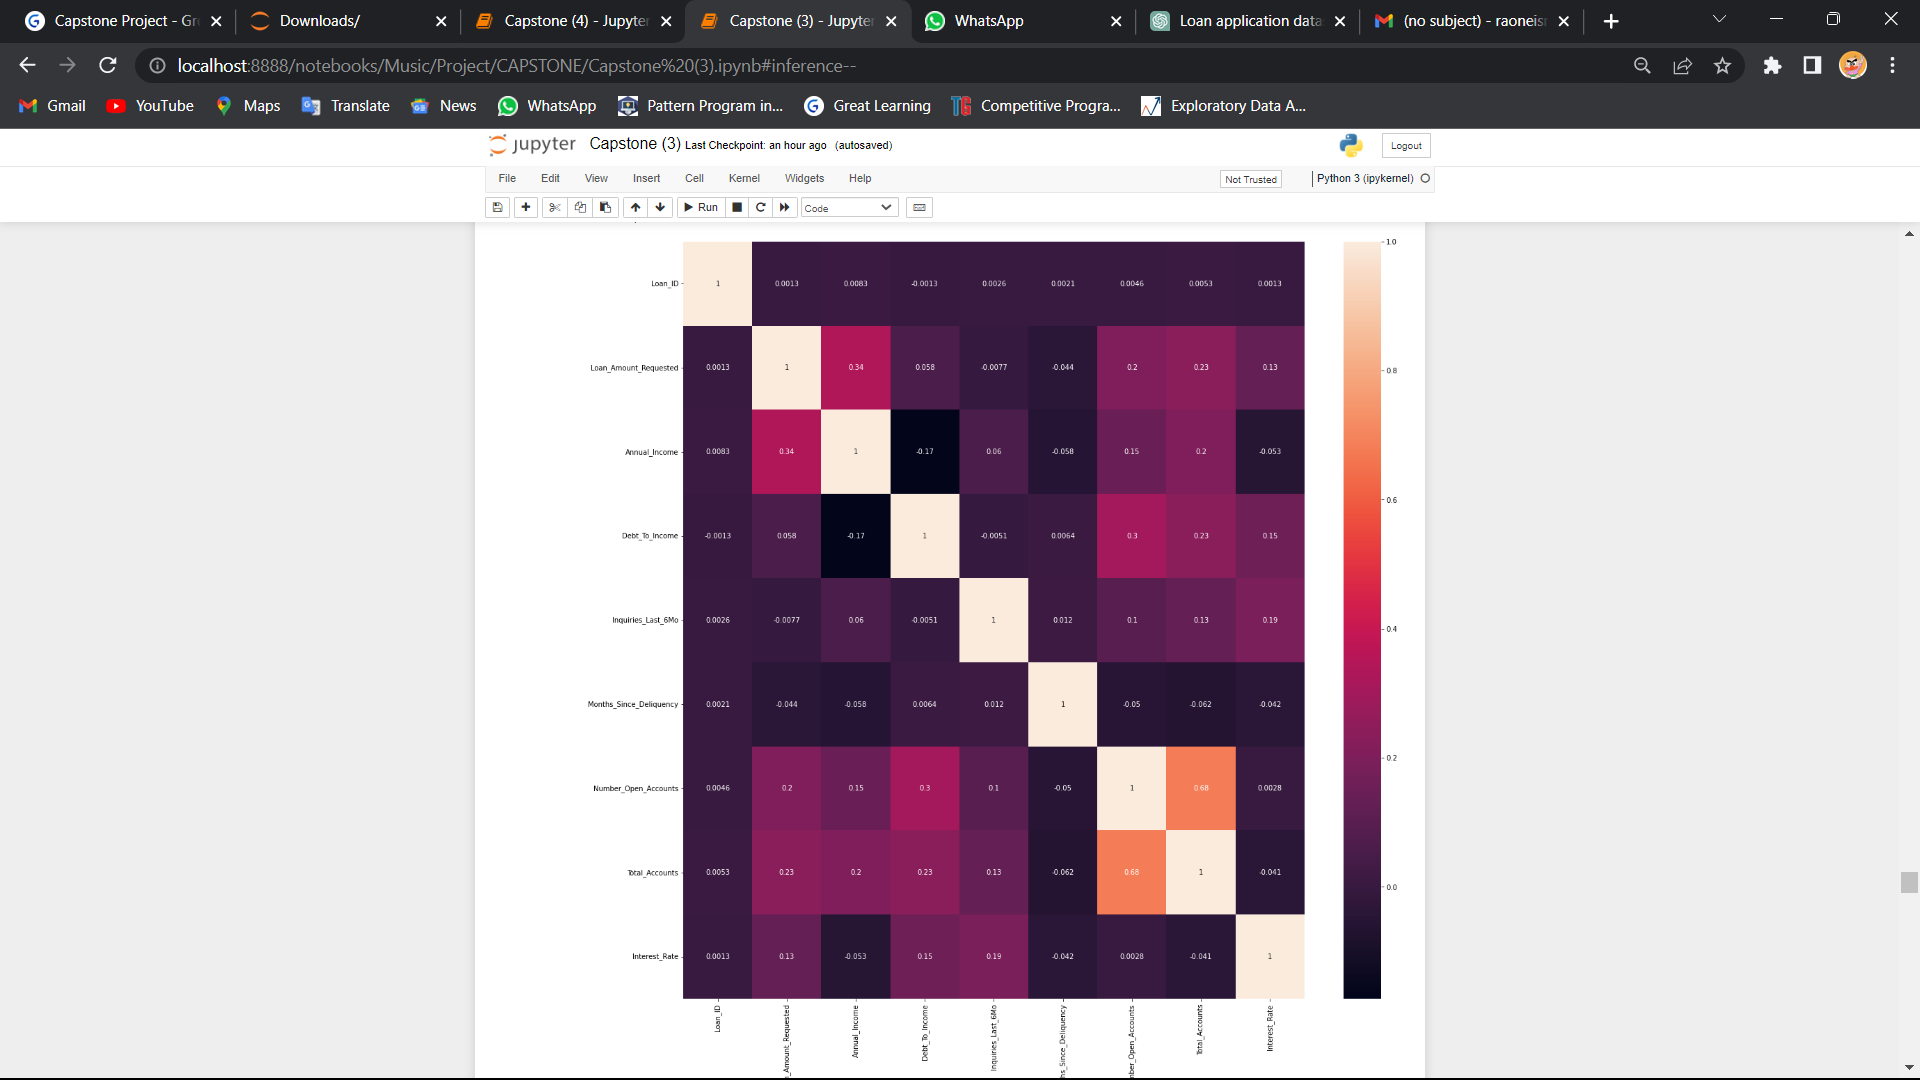 Capstone Project - Gr
Downloads/
Capstone (4) - Jupyter
Capstone (3) - Jupyter
WhatsApp
Loan application data
(no subject) - raoneis
localhost:8888/notebooks/Music/Project/CAPSTONE/Capstone%20(3).ipynb#inference--
Gmail
YouTube
Maps
Translate
News
WhatsApp
Pattern Program in...
Great Learning
Competitive Progra...
Exploratory Data A...
jupyter Capstone (3) Last Checkpoint: an hour ago (autosaved)
Logout
File Edit View Insert Cell Kernel Widgets Help
Not Trusted
Python 3 (ipykernel)
Run
Code
Loan_ID 1 0.0013 0.0083 -0.0013 0.0026 0.0021 0.0046 0.0053 0.0013
Loan_Amount_Requested 0.0013 1 0.34 0.058 -0.0077 -0.044 0.2 0.23 0.13
Annual_Income 0.0083 0.34 1 -0.17 0.06 -0.058 0.15 0.2 -0.053
Debt_To_Income -0.0013 0.058 -0.17 1 -0.0051 0.0064 0.3 0.23 0.15
Inquiries_Last_6Mo 0.0026 -0.0077 0.06 -0.0051 1 0.012 0.1 0.13 0.19
Months_Since_Deliquency 0.0021 -0.044 -0.058 0.0064 0.012 1 -0.05 -0.062 -0.042
Number_Open_Accounts 0.0046 0.2 0.15 0.3 0.1 -0.05 1 0.68 0.0028
Total_Accounts 0.0053 0.23 0.2 0.23 0.13 -0.062 0.68 1 -0.041
Interest_Rate 0.0013 0.13 -0.053 0.15 0.19 -0.042 0.0028 -0.041 1
Loan_ID
_Amount_Requested
Annual_Income
Debt_To_Income
Inquiries_Last_6Mo
hs_Since_Deliquency
nber_Open_Accounts
Total_Accounts
Interest_Rate
1.0
0.8
0.6
0.4
0.2
0.0